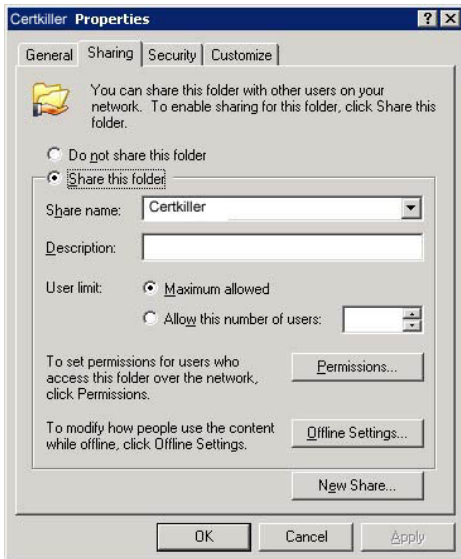 Certkiller Properties
General Sharing Security Customize
You can share this folder with other users on your
network. To enable sharing for this folder, click Share this
folder.
Do not share this folder
Share this folder
Share name: Certkiller
Description:
User limit: Maximum allowed
Allow this number of users:
To set permissions for users who
access this folder over the network,
click Permissions.
Permissions...
To modify how people use the content
while offline, click Offline Settings.
Offline Settings...
New Share...
OK Cancel Apply